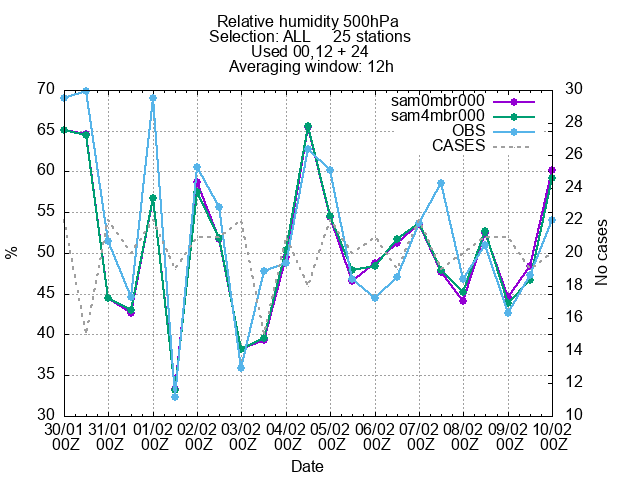 Relative humidity 500hPa
Selection: ALL 25 stations
Used 00,12 + 24
Averaging window: 12h
sam0mbr000
sam4mbr000
OBS
CASES
70
65
60
55
50
45
40
35
30
%
30
28
26
24
22
20
18
16
14
12
10
No cases
30/01 31/01 01/02 02/02 03/02 04/02 05/02 06/02 07/02 08/02 09/02 10/02
00Z 00Z 00Z 00Z 00Z 00Z 00Z 00Z 00Z 00Z 00Z 00Z
Date